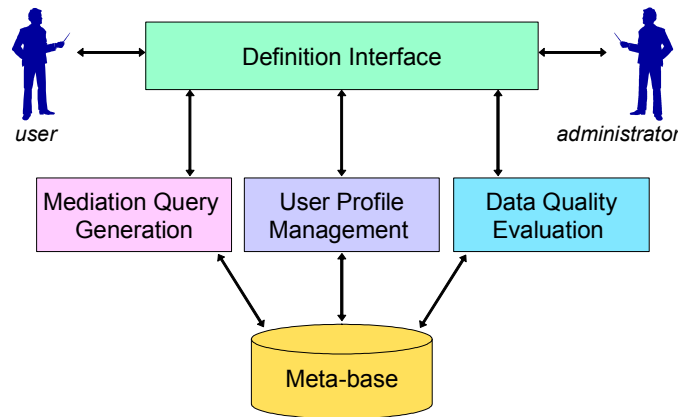 Definition Interface
user
administrator
Mediation Query
Generation
User Profile
Management
Data Quality
Evaluation
Meta-base